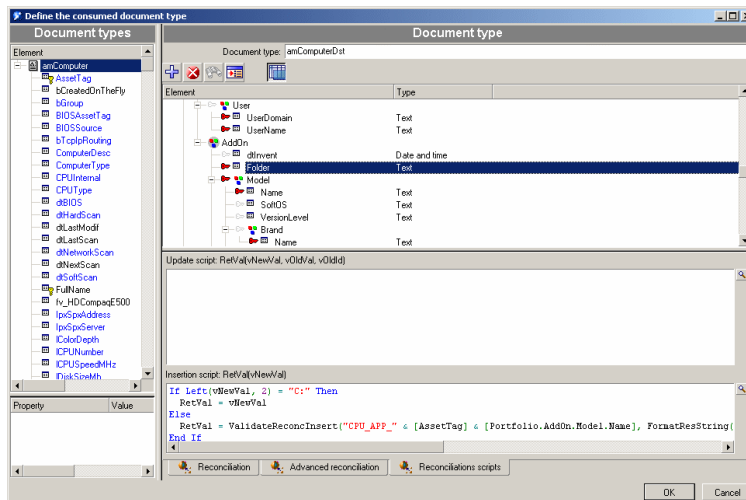 Define the consumed document type
Document types
Element
amComputer
AssetTag
bCreatedOnTheFly
bGroup
BIOSAssetTag
BIOSSource
bTcpIpRouting
ComputerDesc
ComputerType
CPUInternal
CPUType
dtBIOS
dtHardScan
dtLastModif
dtLastScan
dtNetworkScan
dtNextScan
dtSoftScan
FullName
fv_HDCompaqE500
IpxSpxAddress
IpxSpxServer
lColorDepth
lCPUNumber
lCPUSpeedMHz
lDiskSizeMb
Property Value
Document type
Document type: amComputerDst
Element Type
User
UserDomain Text
UserName Text
AddOn
dtInvent Date and time
Folder Text
Model
Name Text
SoftOS Text
VersionLevel Text
Brand
Name Text
Update script: RetVal(vNewVal, vOldVal, vOldId)
Insertion script: RetVal(vNewVal)
If Left(vNewVal, 2) = "C:" Then
RetVal = vNewVal
Else
RetVal = ValidateReconcInsert("CPU_APP_" & [AssetTag] & [Portfolio.AddOn.Model.Name], FormatResString(
End If
Reconciliation Advanced reconciliation Reconciliations scripts
OK Cancel